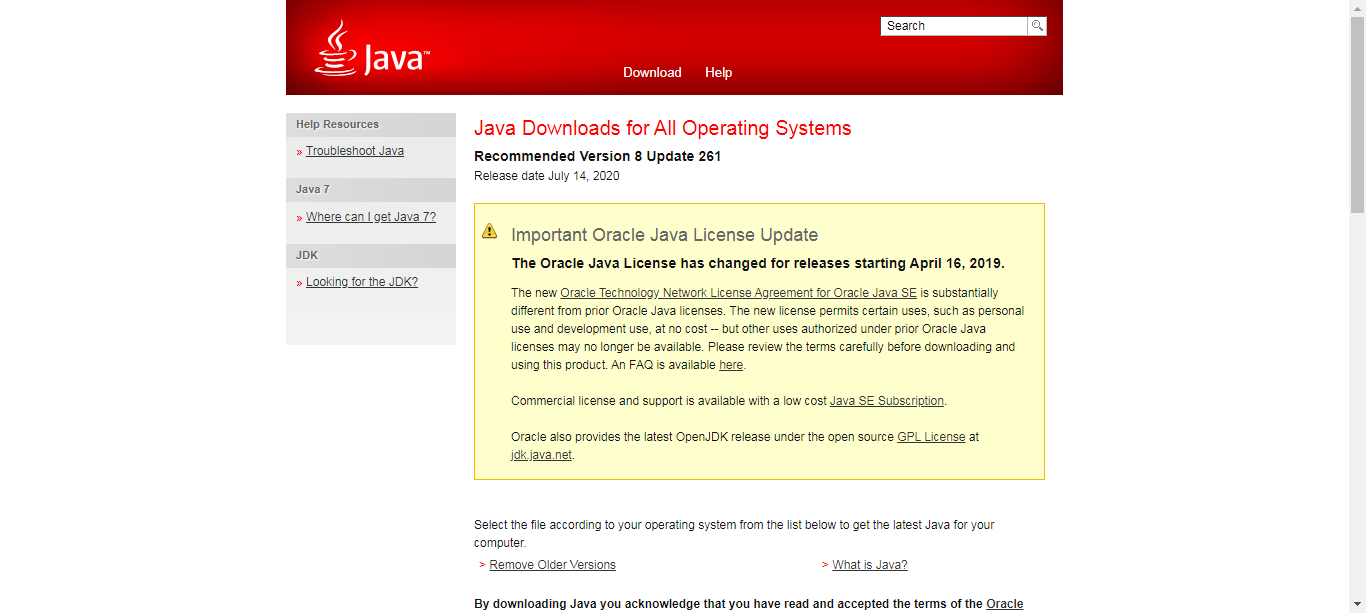 Java™
Search
Download Help
Help Resources
» Troubleshoot Java
Java 7
» Where can I get Java 7?
JDK
» Looking for the JDK?
Java Downloads for All Operating Systems
Recommended Version 8 Update 261
Release date July 14, 2020
Important Oracle Java License Update
The Oracle Java License has changed for releases starting April 16, 2019.
The new Oracle Technology Network License Agreement for Oracle Java SE is substantially
different from prior Oracle Java licenses. The new license permits certain uses, such as personal
use and development use, at no cost -- but other uses authorized under prior Oracle Java
licenses may no longer be available. Please review the terms carefully before downloading and
using this product. An FAQ is available here.
Commercial license and support is available with a low cost Java SE Subscription.
Oracle also provides the latest OpenJDK release under the open source GPL License at
jdk.java.net.
Select the file according to your operating system from the list below to get the latest Java for your
computer.
> Remove Older Versions > What is Java?
By downloading Java you acknowledge that you have read and accepted the terms of the Oracle